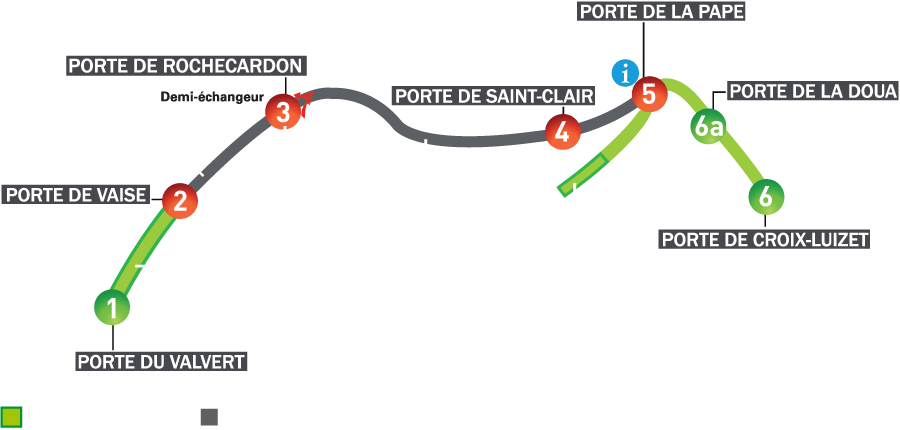 PORTE DE LA PAPE
PORTE DE ROCHECARDON
i
5
Demi-échangeur
3
PORTE DE SAINT-CLAIR
PORTE DE LA DOUA
4
6a
PORTE DE VAISE
2
6
PORTE DE CROIX-LUIZET
1
PORTE DU VALVERT